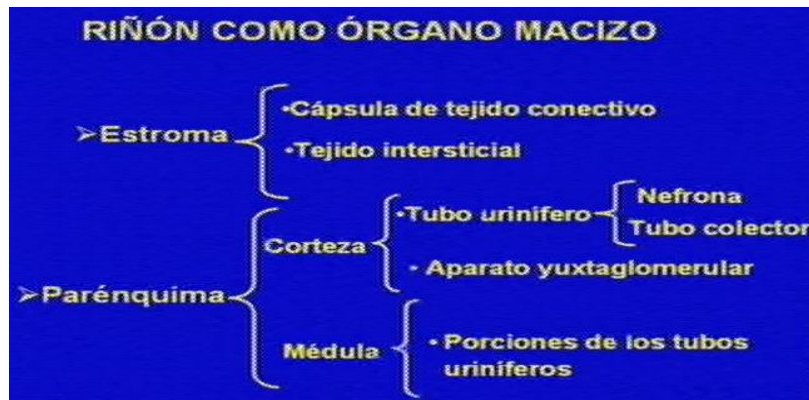 RIÑÓN COMO ÓRGANO MACIZO
•Cápsula de tejido conectivo
➢Estroma
•Tejido intersticial
Nefrona
•Tubo urinífero
Tubo colector
Corteza
• Aparato yuxtaglomerular
➢Parénquima
Médula
• Porciones de los tubos
uriníferos